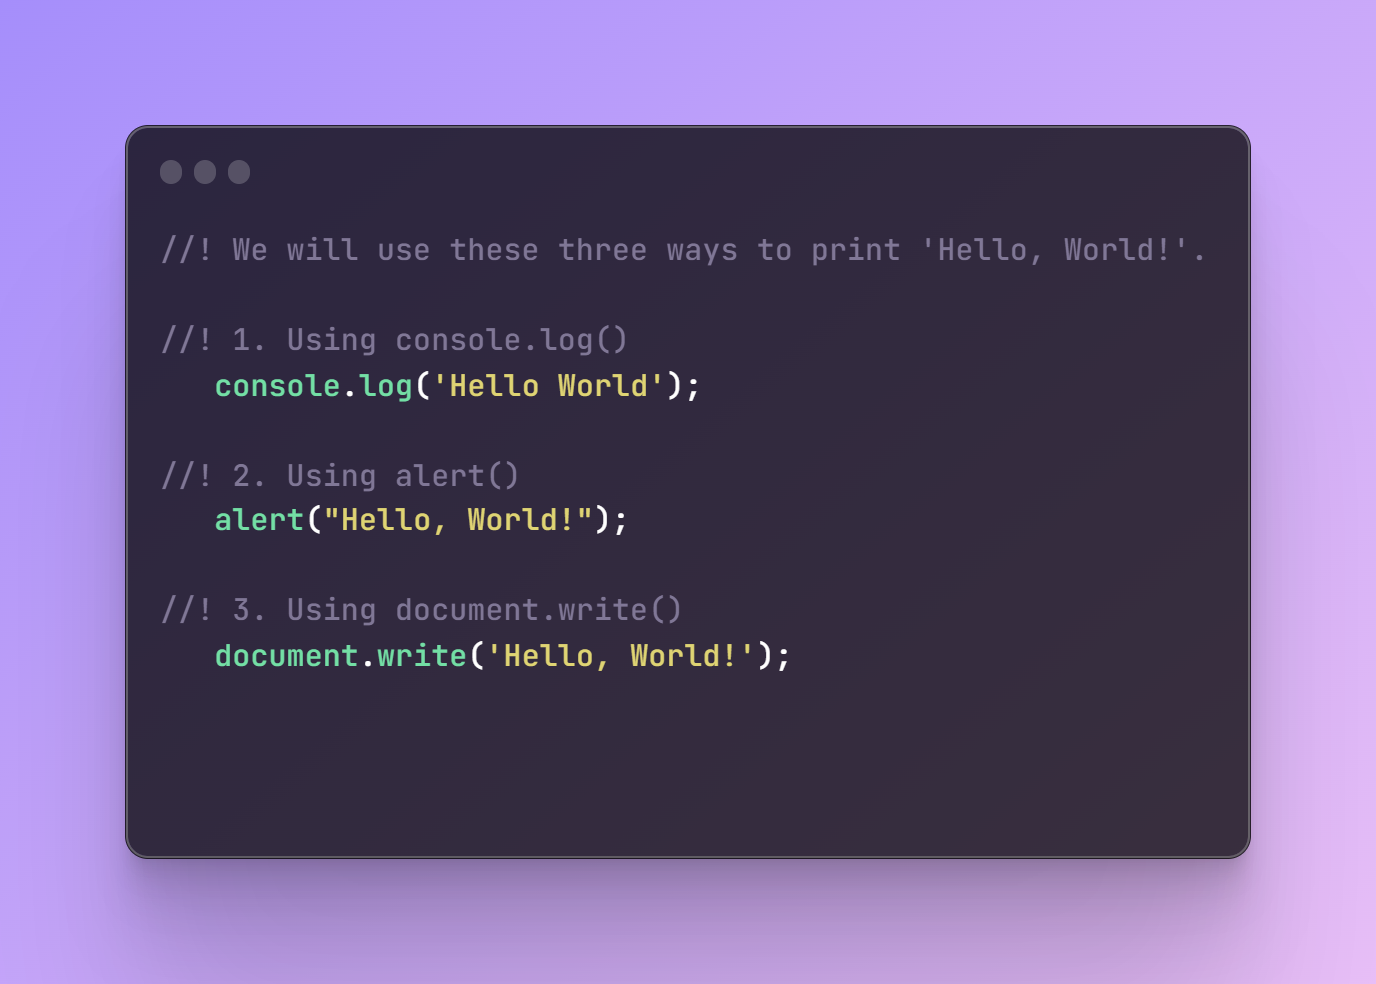 //! We will use these three ways to print 'Hello, World!'.
//! 1. Using console.log()
console.log('Hello World');
//! 2. Using alert()
alert("Hello, World!");
//! 3. Using document.write()
document.write('Hello, World!');